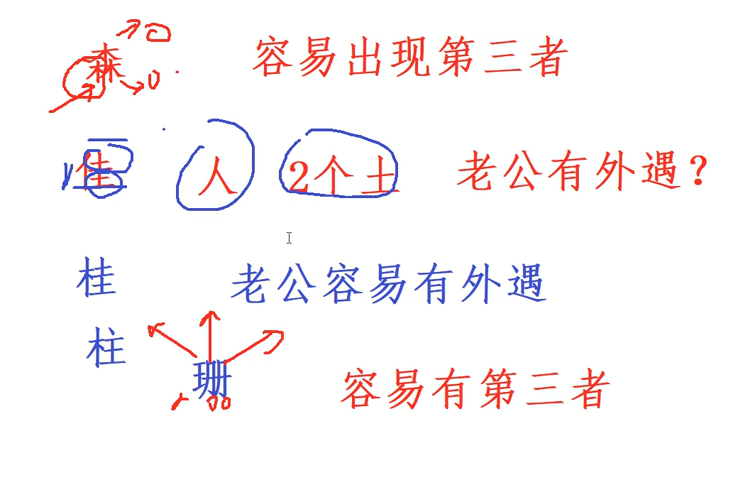 森 容易出现第三者
佳 人 2个土 老公有外遇？
桂 老公容易有外遇
柱
珊 容易有第三者